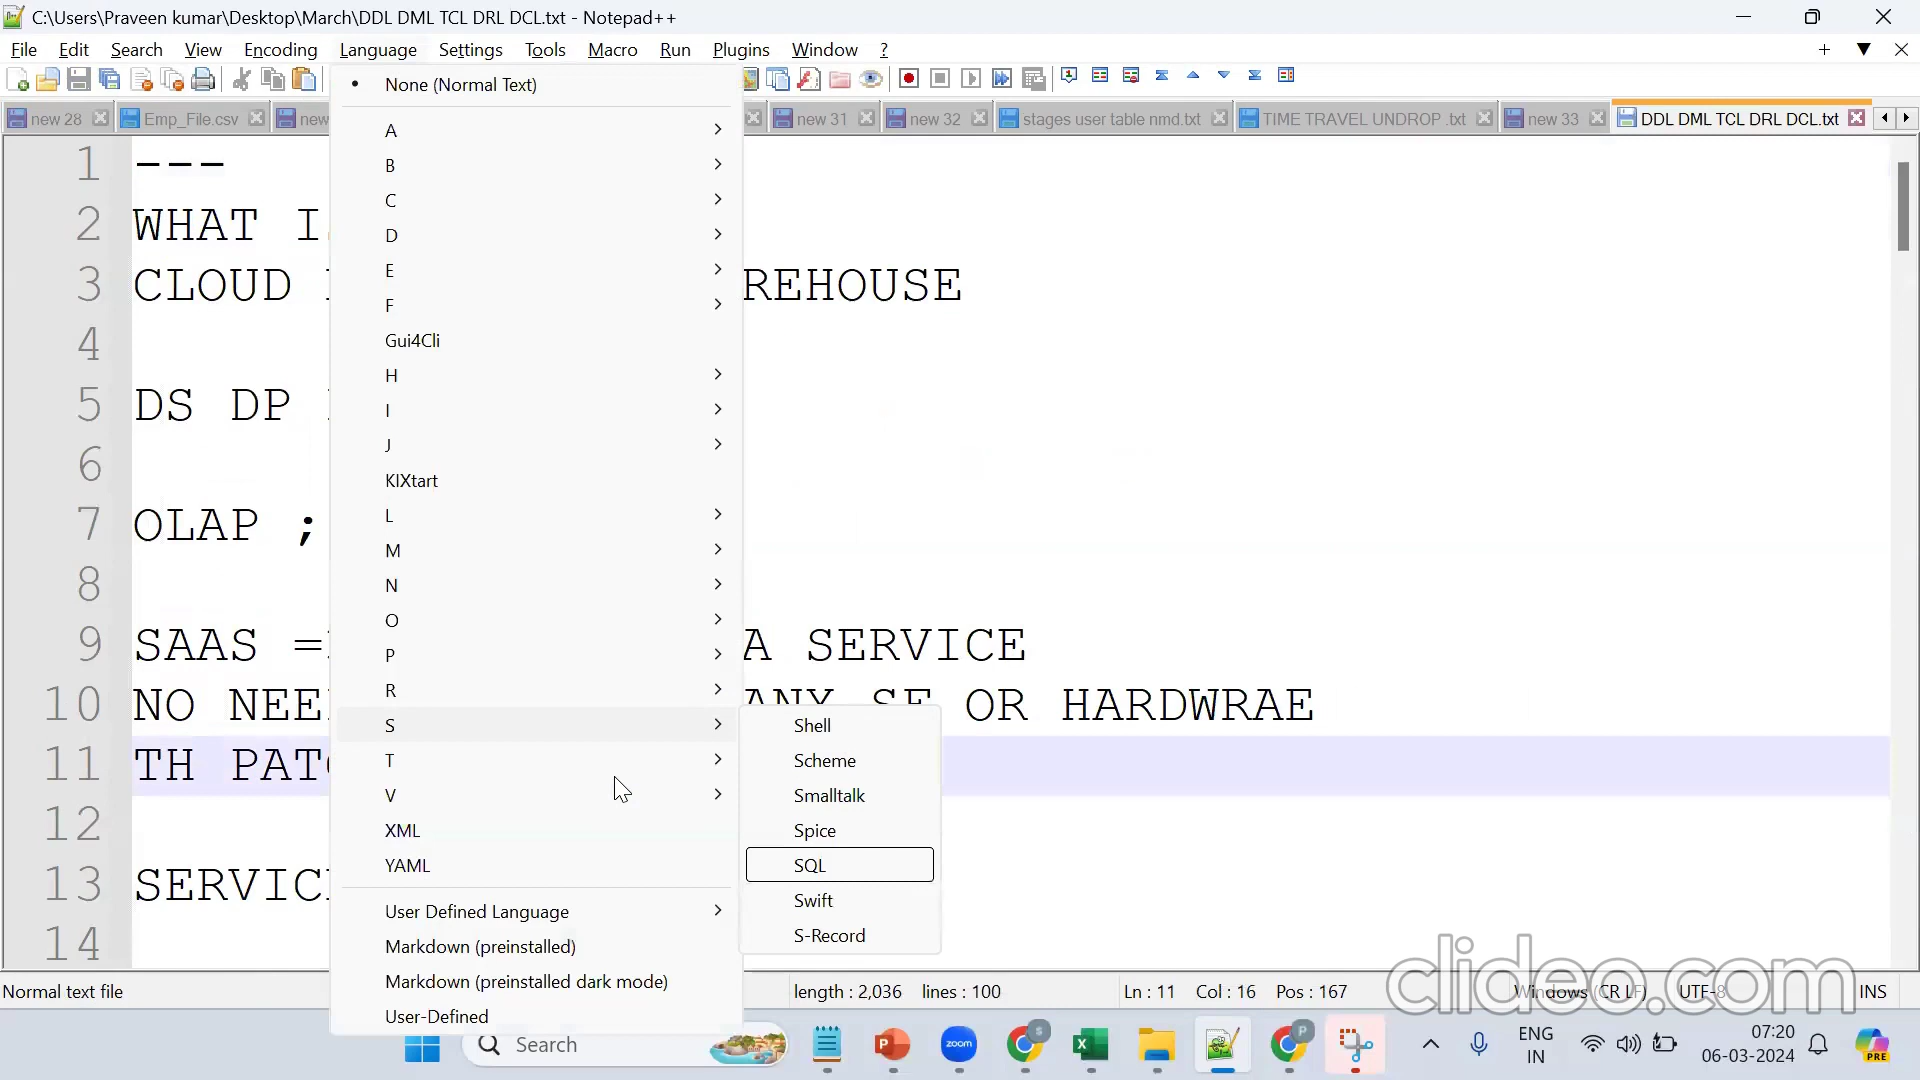 C:\Users\Praveen kumar\Desktop\March\DDL DML TCL DRL DCL.txt - Notepad++
File Edit Search View Encoding Language Settings Tools Macro Run Plugins Window ?
new 28 Emp_File.csv new new 31 new 32 stages user table nmd.txt TIME TRAVEL UNDROP .txt new 33 DDL DML TCL DRL DCL.txt
None (Normal Text)
A
B
C
D
E
F
Gui4Cli
H
I
J
KIXtart
L
M
N
O
P
R
S
T
V
XML
YAML
User Defined Language
Markdown (preinstalled)
Markdown (preinstalled dark mode)
User-Defined
Shell
Scheme
Smalltalk
Spice
SQL
Swift
S-Record
1 ---
2 WHAT
3 CLOUD REHOUSE
4
5 DS DP
6
7 OLAP ;
8
9 SAAS = A SERVICE
10 NO NEE ANY SE OR HARDWRAE
11 TH PAT
12
13 SERVIC
14
Normal text file length : 2,036 lines : 100 Ln : 11 Col : 16 Pos : 167 Windows (CR LF) UTF-8 INS
clideo.com
Search
zoom
S
P
ENG
IN
07:20
06-03-2024
PRE